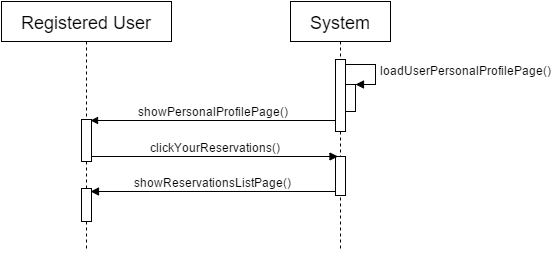 Registered User
System
loadUserPersonalProfilePage()
showPersonalProfilePage()
clickYourReservations()
showReservationsListPage()